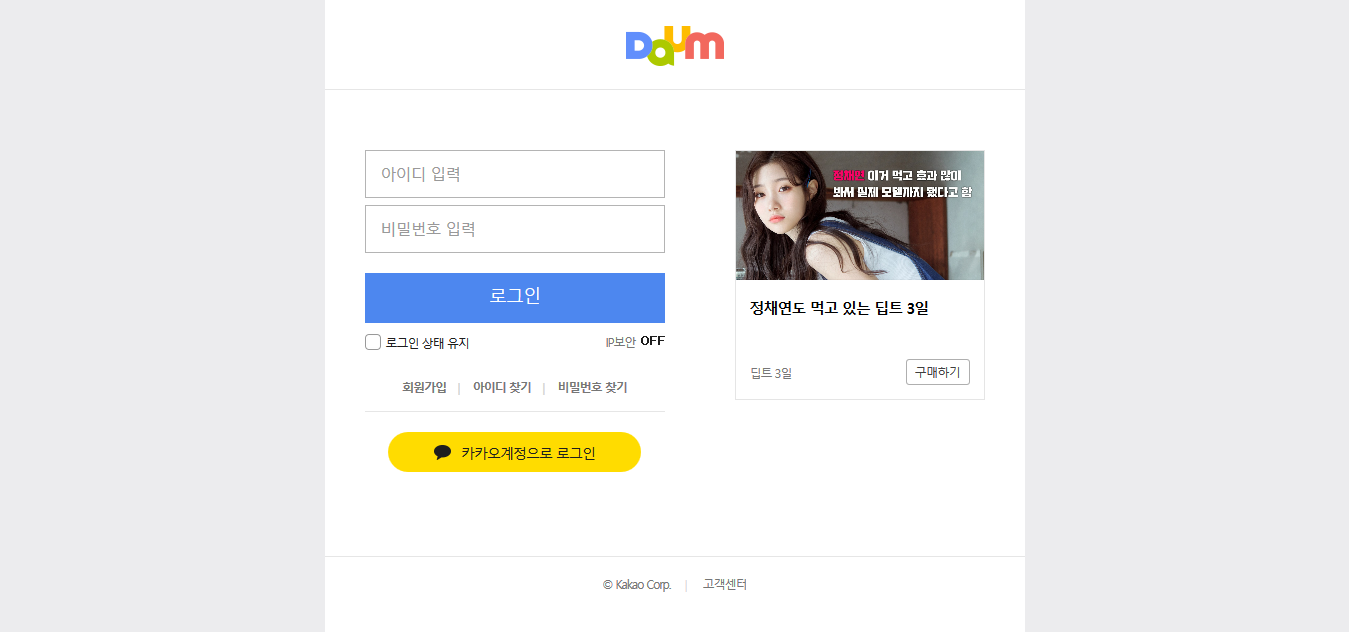 Daum
아이디 입력
비밀번호 입력
로그인
로그인 상태 유지
IP보안 OFF
회원가입 | 아이디 찾기 | 비밀번호 찾기
카카오계정으로 로그인
정채연 이거 먹고 효과 많이
봐서 실제 모델까지 했다고 함
정채연도 먹고 있는 딥트 3일
딥트 3일
구매하기
© Kakao Corp. | 고객센터